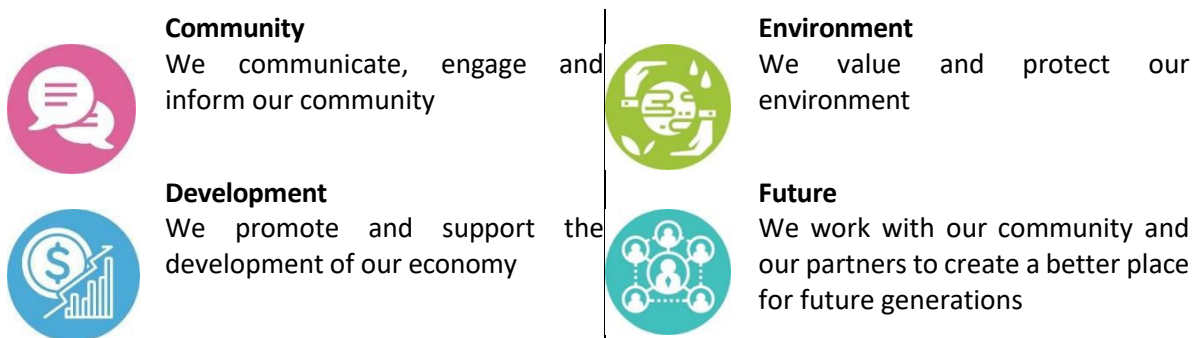 Community
We communicate, engage and
inform our community
Environment
We value and protect our
environment
Development
We promote and support the
development of our economy
$
Future
We work with our community and
our partners to create a better place
for future generations